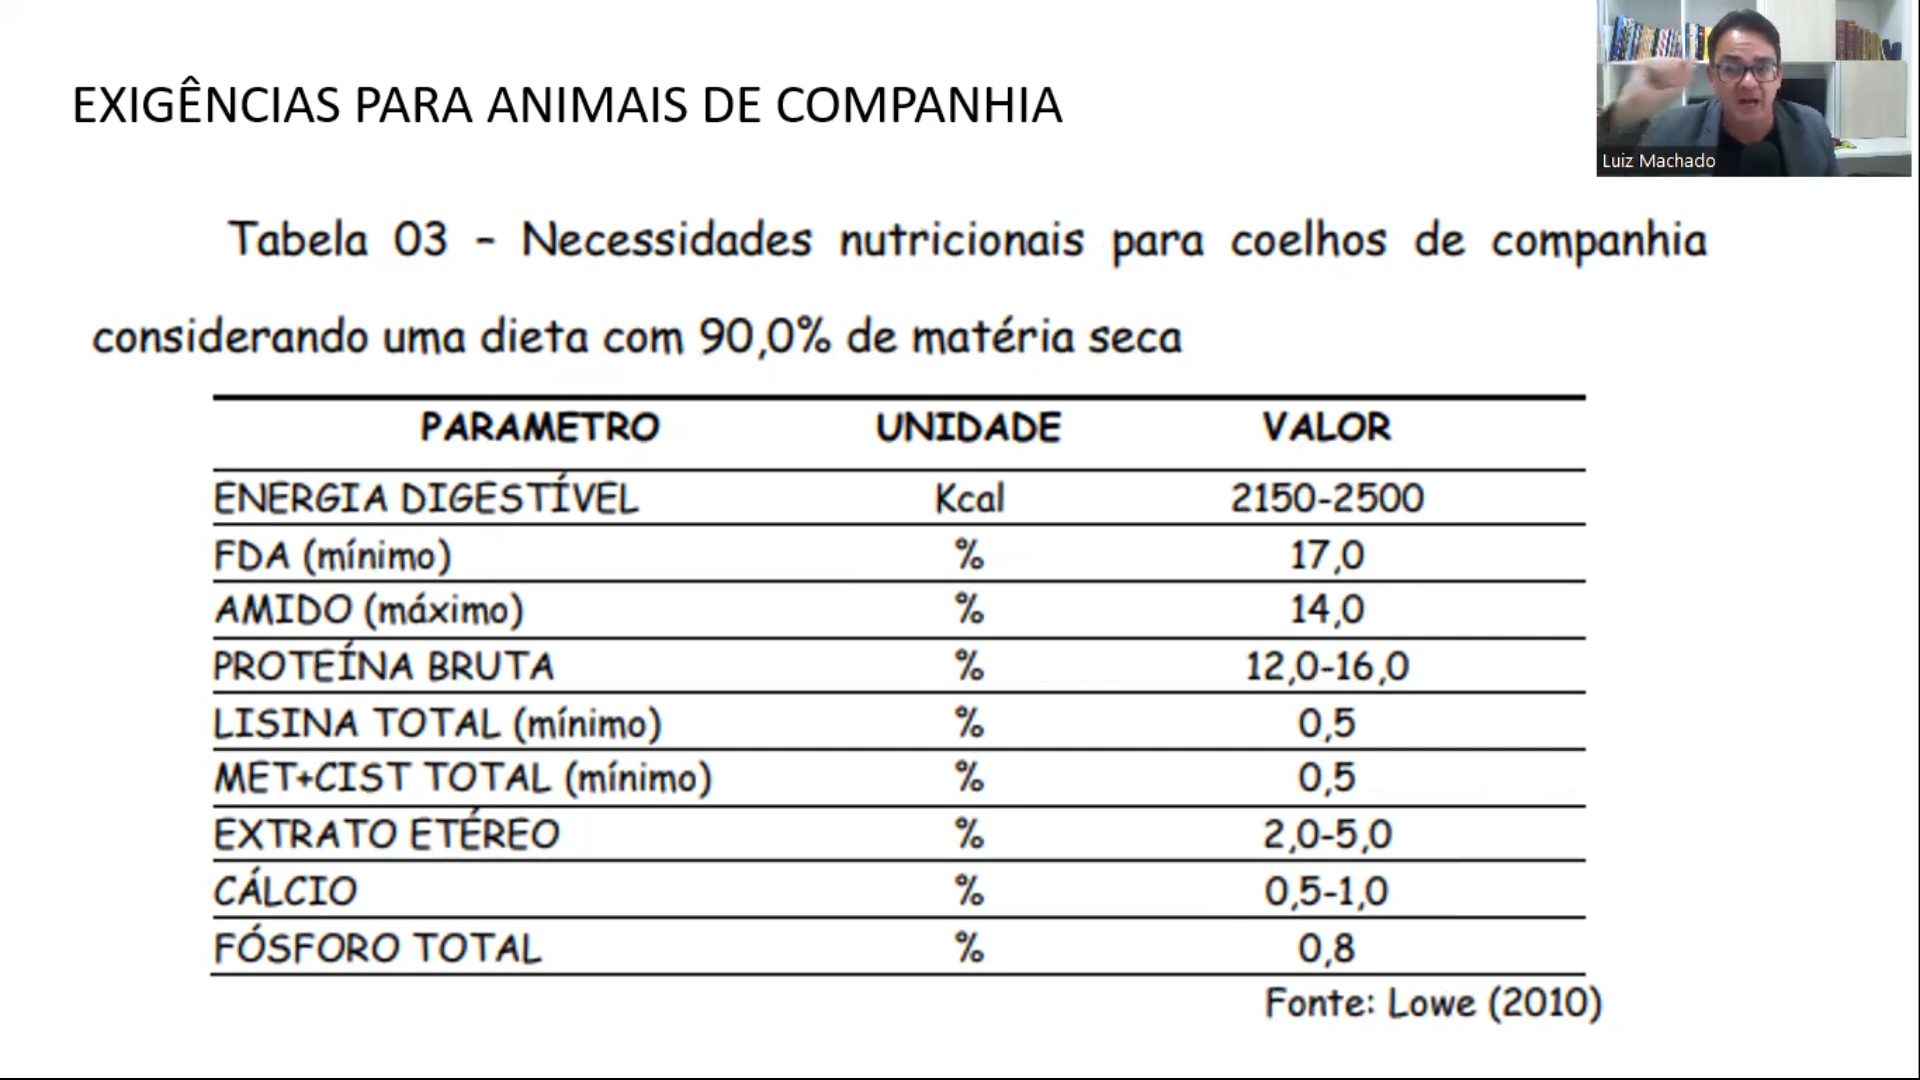 EXIGÊNCIAS PARA ANIMAIS DE COMPANHIA
Luiz Machado
Tabela 03 – Necessidades nutricionais para coelhos de companhia
considerando uma dieta com 90,0% de matéria seca
PARAMETRO UNIDADE VALOR
ENERGIA DIGESTÍVEL Kcal 2150-2500
FDA (mínimo) % 17,0
AMIDO (máximo) % 14,0
PROTEÍNA BRUTA % 12,0-16,0
LISINA TOTAL (mínimo) % 0,5
MET+CIST TOTAL (mínimo) % 0,5
EXTRATO ETÉREO % 2,0-5,0
CÁLCIO % 0,5-1,0
FÓSFORO TOTAL % 0,8
Fonte: Lowe (2010)